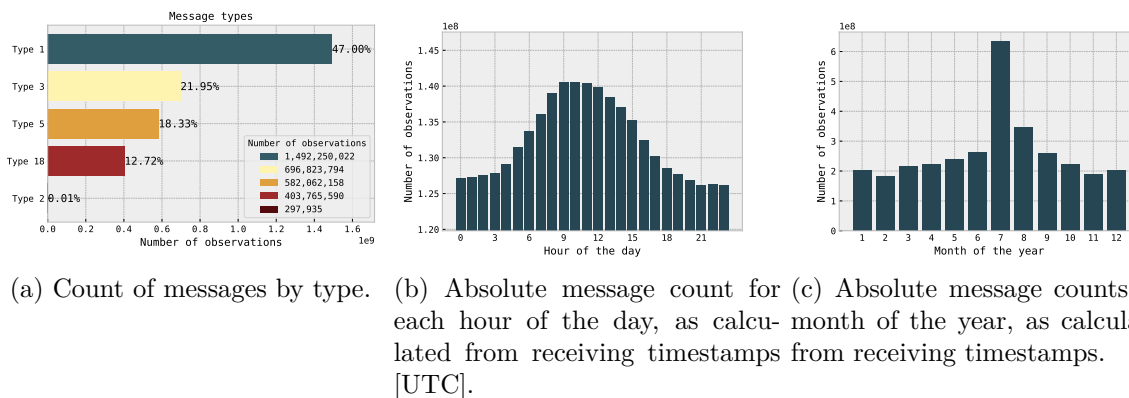 Message types
Type 1
47.00%
Type 3
21.95%
Type 5
18.33%
Type 18
12.72%
Type 2
0.01%
Number of observations
1,492,250,022
696,823,794
582,062,158
403,765,590
297,935
0.0 0.2 0.4 0.6 0.8 1.0 1.2 1.4 1.6
1e9
Number of observations
(a) Count of messages by type.
1e8
1.45
1.40
1.35
1.30
1.25
1.20
Number of observations
0 3 6 9 12 15 18 21
Hour of the day
(b) Absolute message count for
each hour of the day, as calcu-
lated from receiving timestamps
[UTC].
1e8
6
5
4
3
2
1
0
Number of observations
1 2 3 4 5 6 7 8 9 10 11 12
Month of the year
(c) Absolute message counts
month of the year, as calcula
from receiving timestamps.